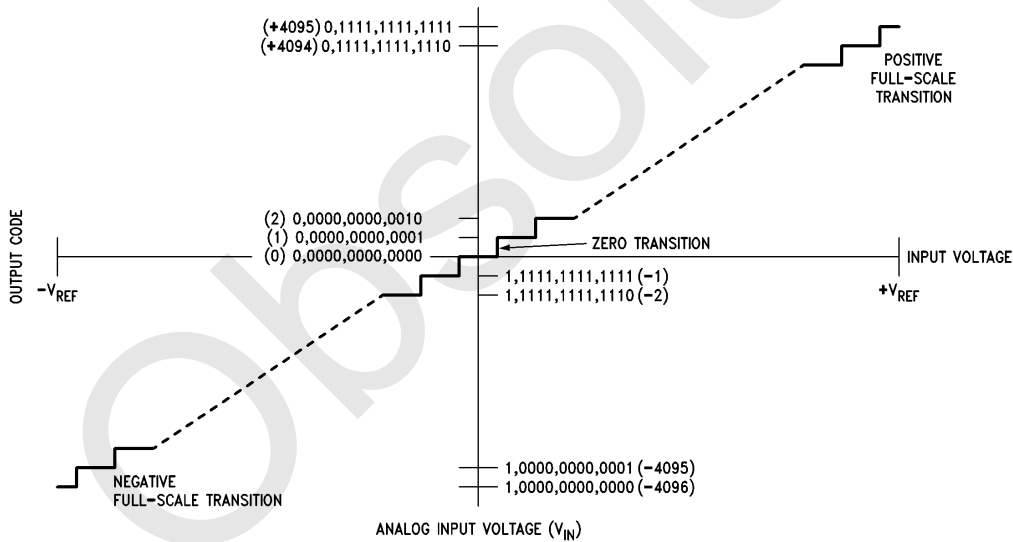 (+4095) 0,1111,1111,1111
(+4094) 0,1111,1111,1110
POSITIVE
FULL-SCALE
TRANSITION
(2) 0,0000,0000,0010
(1) 0,0000,0000,0001
(0) 0,0000,0000,0000
ZERO TRANSITION
OUTPUT CODE
INPUT VOLTAGE
-VREF
+VREF
1,1111,1111,1111 (-1)
1,1111,1111,1110 (-2)
1,0000,0000,0001 (-4095)
1,0000,0000,0000 (-4096)
NEGATIVE
FULL-SCALE TRANSITION
ANALOG INPUT VOLTAGE (VIN)